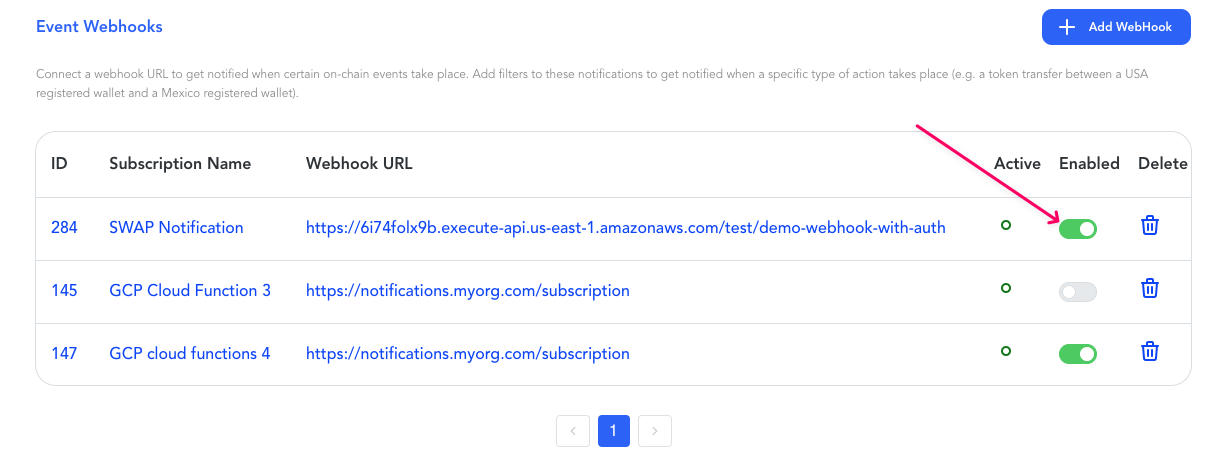 Event Webhooks
Add WebHook
Connect a webhook URL to get notified when certain on-chain events take place. Add filters to these notifications to get notified when a specific type of action takes place (e.g. a token transfer between a USA
registered wallet and a Mexico registered wallet).
ID Subscription Name Webhook URL Active Enabled Delete
284 SWAP Notification https://6i74folx9b.execute-api.us-east-1.amazonaws.com/test/demo-webhook-with-auth
145 GCP Cloud Function 3 https://notifications.myorg.com/subscription
147 GCP cloud functions 4 https://notifications.myorg.com/subscription
1